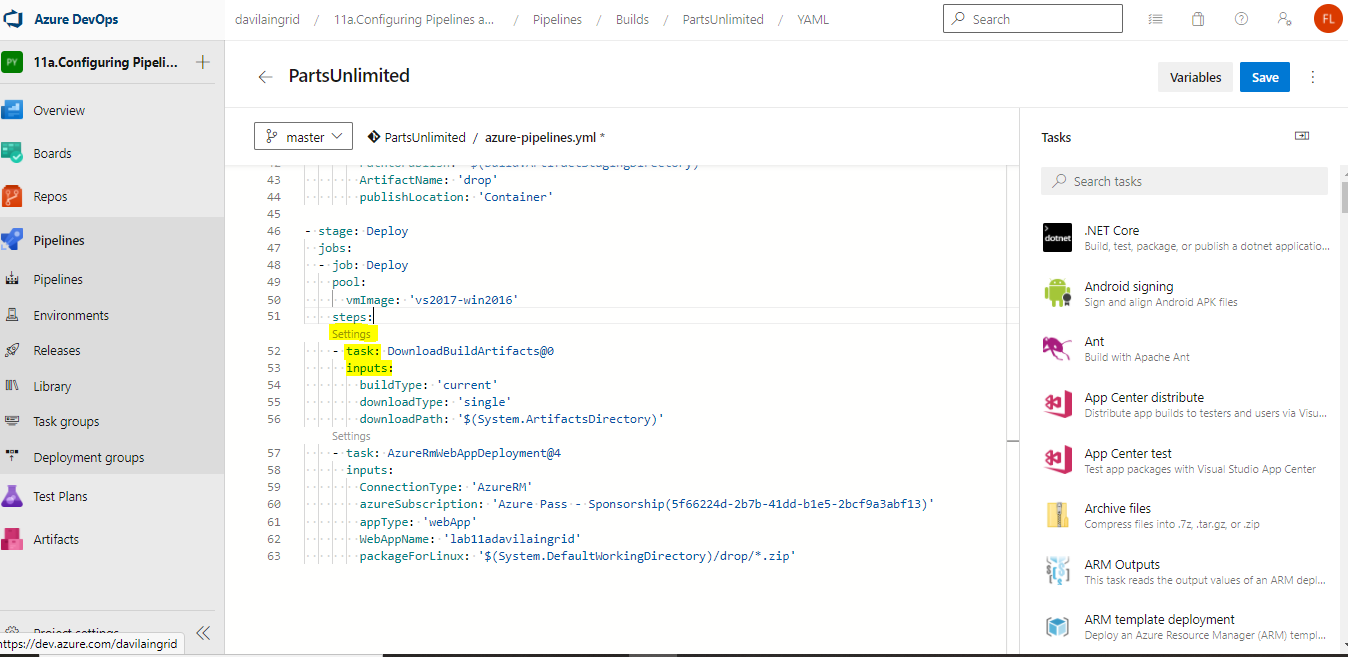 Azure DevOps
davilaingrid / 11a.Configuring Pipelines a... / Pipelines / Builds / PartsUnlimited / YAML
Search
FL
PY
11a.Configuring Pipeli...
Overview
Boards
Repos
Pipelines
Pipelines
Environments
Releases
Library
Task groups
Deployment groups
Test Plans
Artifacts
Project settings
https://dev.azure.com/davilaingrid
PartsUnlimited
Variables
Save
master
PartsUnlimited / azure-pipelines.yml *
42 PathtoPublish: '$(Build.ArtifactStagingDirectory)'
43 ArtifactName: 'drop'
44 publishLocation: 'Container'
45
46 - stage: Deploy
47 jobs:
48 - job: Deploy
49 pool:
50 vmImage: 'vs2017-win2016'
51 steps:
Settings
52 - task: DownloadBuildArtifacts@0
53 inputs:
54 buildType: 'current'
55 downloadType: 'single'
56 downloadPath: '$(System.ArtifactsDirectory)'
Settings
57 - task: AzureRmWebAppDeployment@4
58 inputs:
59 ConnectionType: 'AzureRM'
60 azureSubscription: 'Azure Pass - Sponsorship(5f66224d-2b7b-41dd-b1e5-2bcf9a3abf13)'
61 appType: 'webApp'
62 WebAppName: 'lab11adavilaingrid'
63 packageForLinux: '$(System.DefaultWorkingDirectory)/drop/*.zip'
Tasks
Search tasks
dotnet
.NET Core
Build, test, package, or publish a dotnet applicatio...
Android signing
Sign and align Android APK files
Ant
Build with Apache Ant
App Center distribute
Distribute app builds to testers and users via Visu...
App Center test
Test app packages with Visual Studio App Center
Archive files
Compress files into .7z, .tar.gz, or .zip
ARM Outputs
This task reads the output values of an ARM depl...
ARM template deployment
Deploy an Azure Resource Manager (ARM) templ...